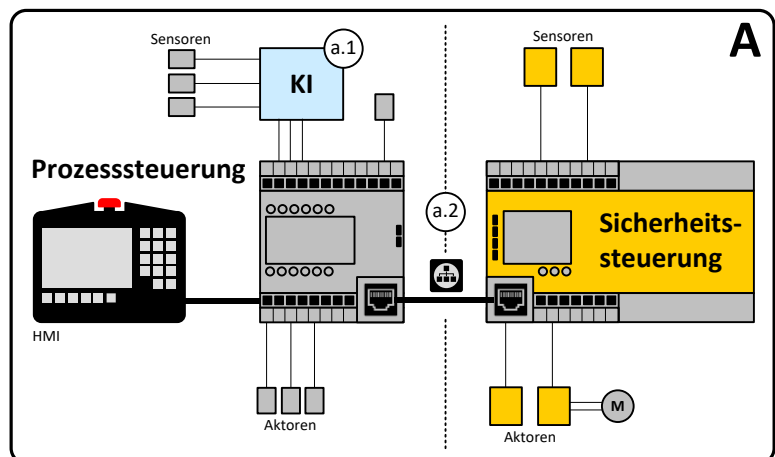 A
Sensoren
a.1
KI
Sensoren
Prozesssteuerung
a.2
Sicherheits-
steuerung
HMI
Aktoren
M
Aktoren